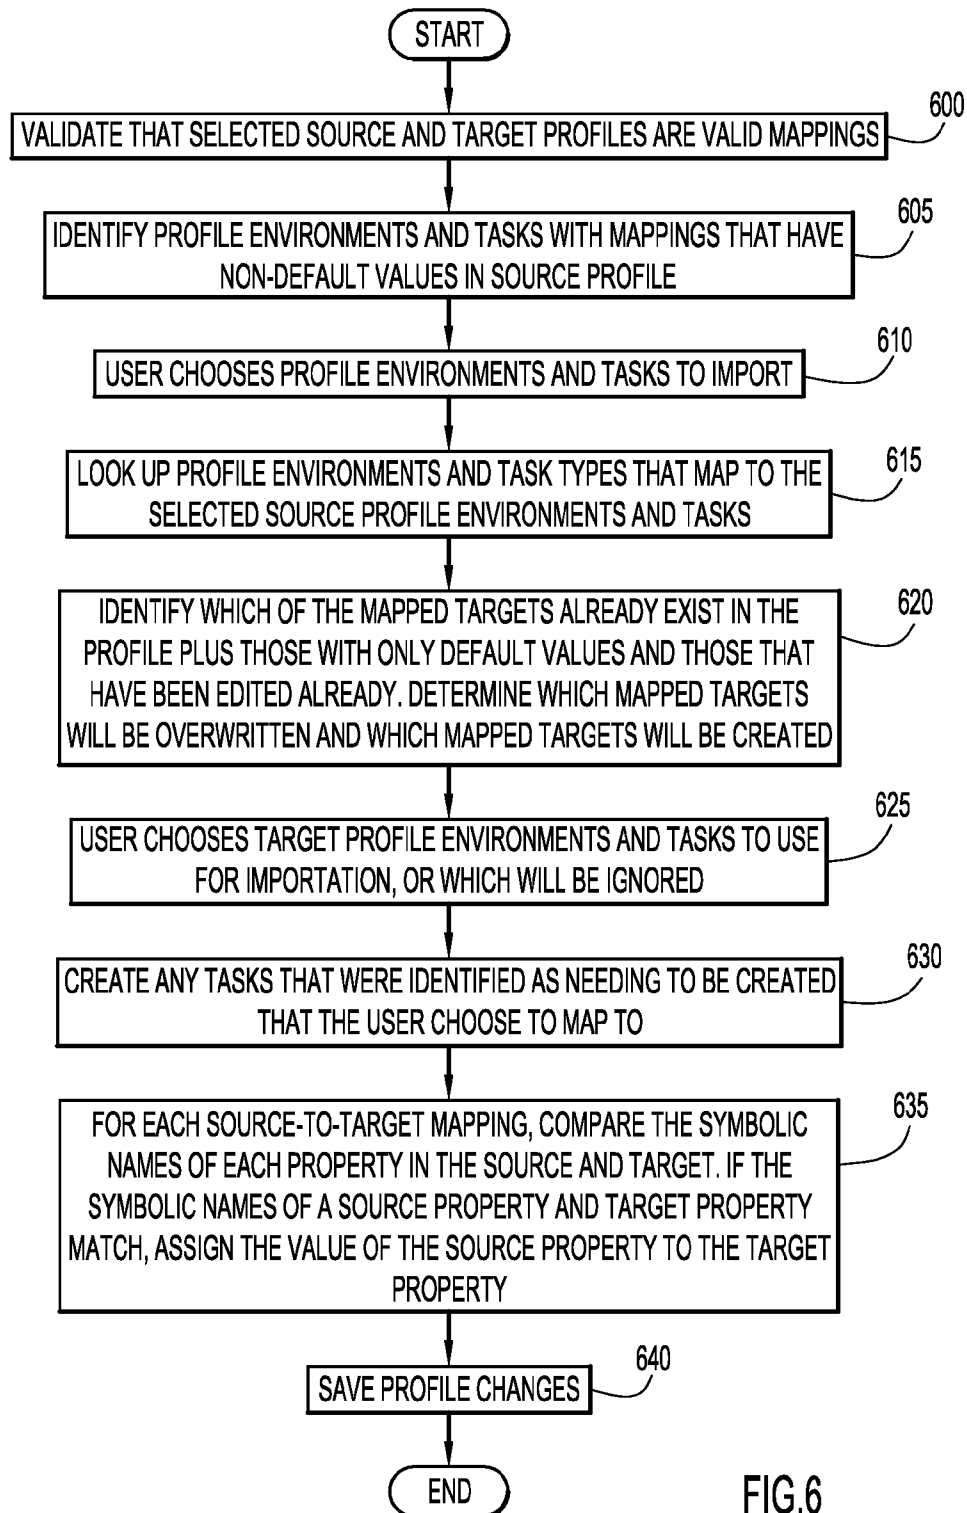 START
VALIDATE THAT SELECTED SOURCE AND TARGET PROFILES ARE VALID MAPPINGS
600
IDENTIFY PROFILE ENVIRONMENTS AND TASKS WITH MAPPINGS THAT HAVE
NON-DEFAULT VALUES IN SOURCE PROFILE
605
USER CHOOSES PROFILE ENVIRONMENTS AND TASKS TO IMPORT
610
LOOK UP PROFILE ENVIRONMENTS AND TASK TYPES THAT MAP TO THE
SELECTED SOURCE PROFILE ENVIRONMENTS AND TASKS
615
IDENTIFY WHICH OF THE MAPPED TARGETS ALREADY EXIST IN THE
PROFILE PLUS THOSE WITH ONLY DEFAULT VALUES AND THOSE THAT
HAVE BEEN EDITED ALREADY. DETERMINE WHICH MAPPED TARGETS
WILL BE OVERWRITTEN AND WHICH MAPPED TARGETS WILL BE CREATED
620
USER CHOOSES TARGET PROFILE ENVIRONMENTS AND TASKS TO USE
FOR IMPORTATION, OR WHICH WILL BE IGNORED
625
CREATE ANY TASKS THAT WERE IDENTIFIED AS NEEDING TO BE CREATED
THAT THE USER CHOOSE TO MAP TO
630
FOR EACH SOURCE-TO-TARGET MAPPING, COMPARE THE SYMBOLIC
NAMES OF EACH PROPERTY IN THE SOURCE AND TARGET. IF THE
SYMBOLIC NAMES OF A SOURCE PROPERTY AND TARGET PROPERTY
MATCH, ASSIGN THE VALUE OF THE SOURCE PROPERTY TO THE TARGET
PROPERTY
635
SAVE PROFILE CHANGES
640
END
FIG.6